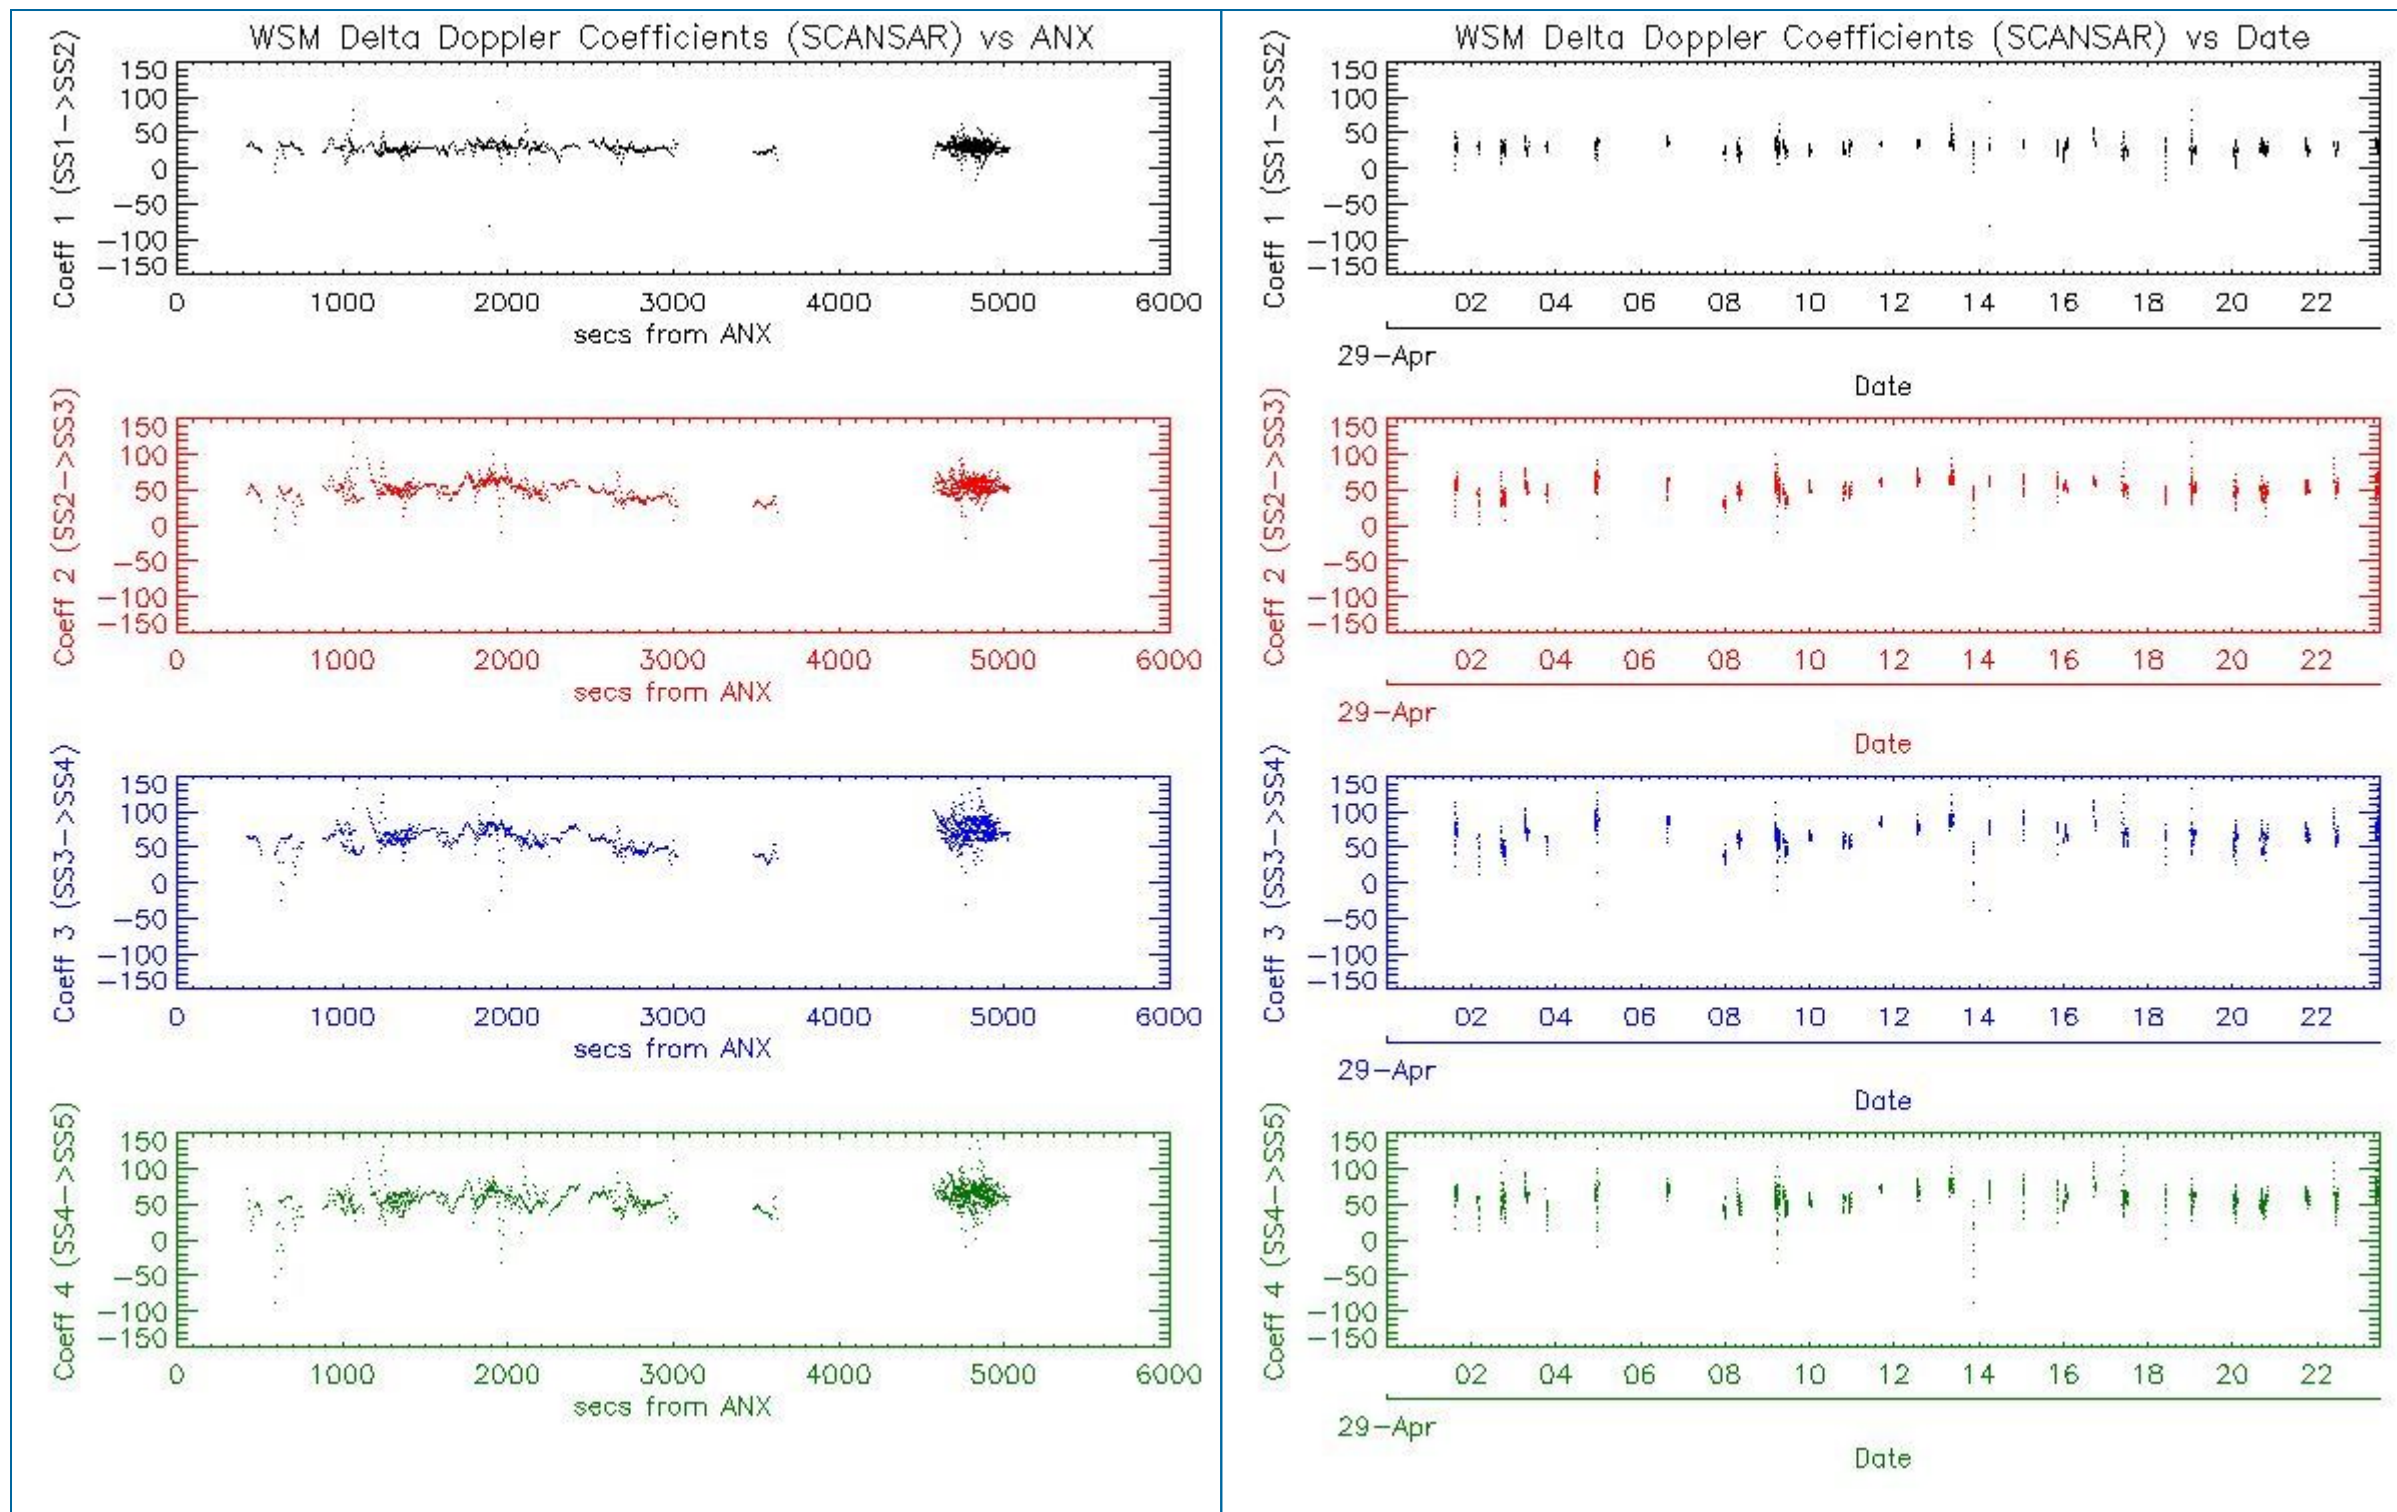 WSM Delta Doppler Coefficients (SCANSAR) vs ANX
Coeff 1 (SS1->SS2)
150
100
50
0
-50
-100
-150
0 1000 2000 3000 4000 5000 6000
secs from ANX
Coeff 2 (SS2->SS3)
150
100
50
0
-50
-100
-150
0 1000 2000 3000 4000 5000 6000
secs from ANX
Coeff 3 (SS3->SS4)
150
100
50
0
-50
-100
-150
0 1000 2000 3000 4000 5000 6000
secs from ANX
Coeff 4 (SS4->SS5)
150
100
50
0
-50
-100
-150
0 1000 2000 3000 4000 5000 6000
secs from ANX
WSM Delta Doppler Coefficients (SCANSAR) vs Date
Coeff 1 (SS1->SS2)
150
100
50
0
-50
-100
-150
02 04 06 08 10 12 14 16 18 20 22
29-Apr
Date
Coeff 2 (SS2->SS3)
150
100
50
0
-50
-100
-150
02 04 06 08 10 12 14 16 18 20 22
29-Apr
Date
Coeff 3 (SS3->SS4)
150
100
50
0
-50
-100
-150
02 04 06 08 10 12 14 16 18 20 22
29-Apr
Date
Coeff 4 (SS4->SS5)
150
100
50
0
-50
-100
-150
02 04 06 08 10 12 14 16 18 20 22
29-Apr
Date